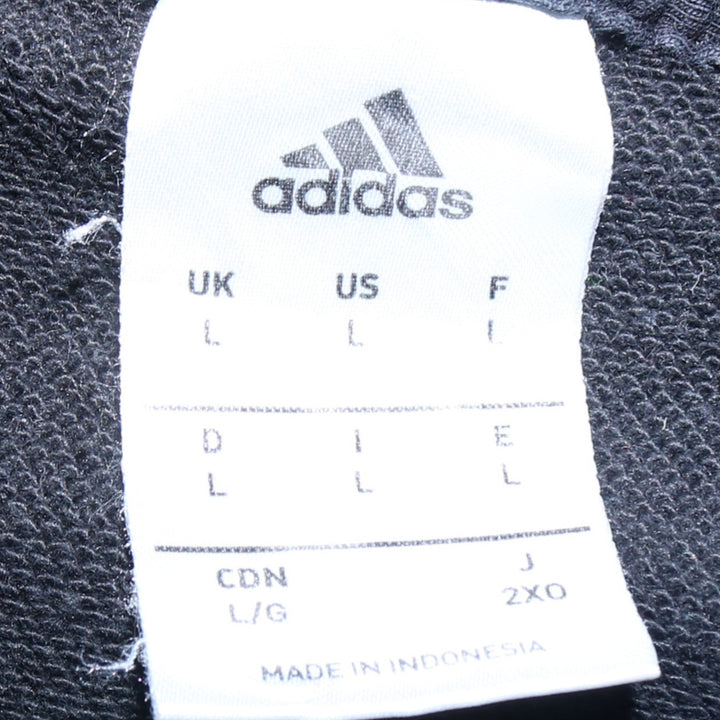 adidas
UK US F
L L L
D I E
L L L
CDN J
L/G 2XO
MADE IN INDONESIA